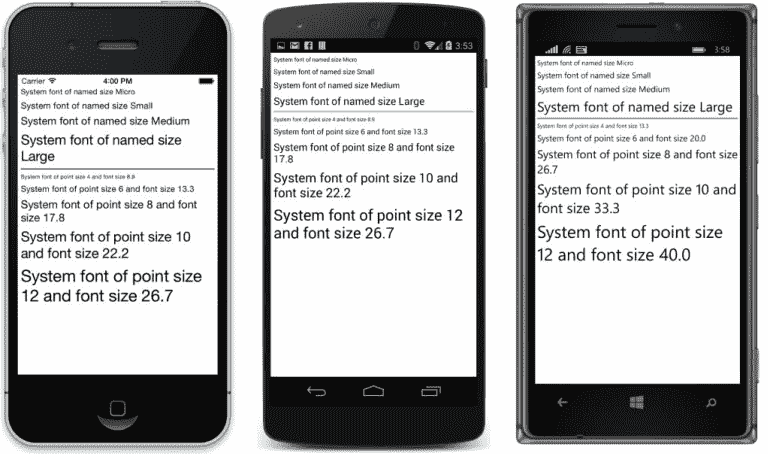 Carrier 4:00 PM
System font of named size Micro
System font of named size Small
System font of named size Medium
System font of named size
Large
System font of point size 4 and font size 8.9
System font of point size 6 and font size 13.3
System font of point size 8 and font
size 17.8
System font of point size 10
and font size 22.2
System font of point size
12 and font size 26.7
3:53
System font of named size Micro
System font of named size Small
System font of named size Medium
System font of named size Large
System font of point size 4 and font size 8.9
System font of point size 6 and font size 13.3
System font of point size 8 and font size
17.8
System font of point size 10 and
font size 22.2
System font of point size 12
and font size 26.7
3:58
System font of named size Micro
System font of named size Small
System font of named size Medium
System font of named size Large
System font of point size 4 and font size 13.3
System font of point size 6 and font size 20.0
System font of point size 8 and font size
26.7
System font of point size 10 and
font size 33.3
System font of point size
12 and font size 40.0